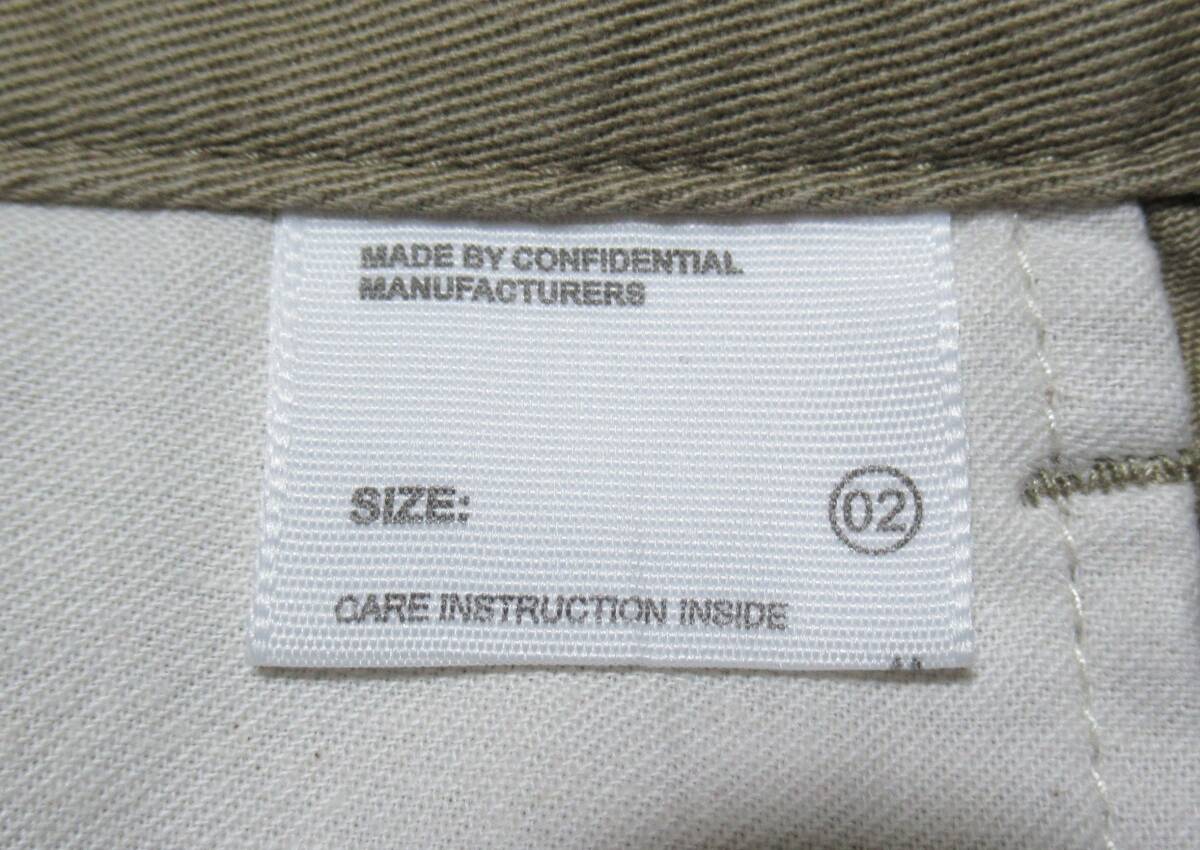 MADE BY CONFIDENTIAL
MANUFACTURERS
SIZE: 02
CARE INSTRUCTION INSIDE